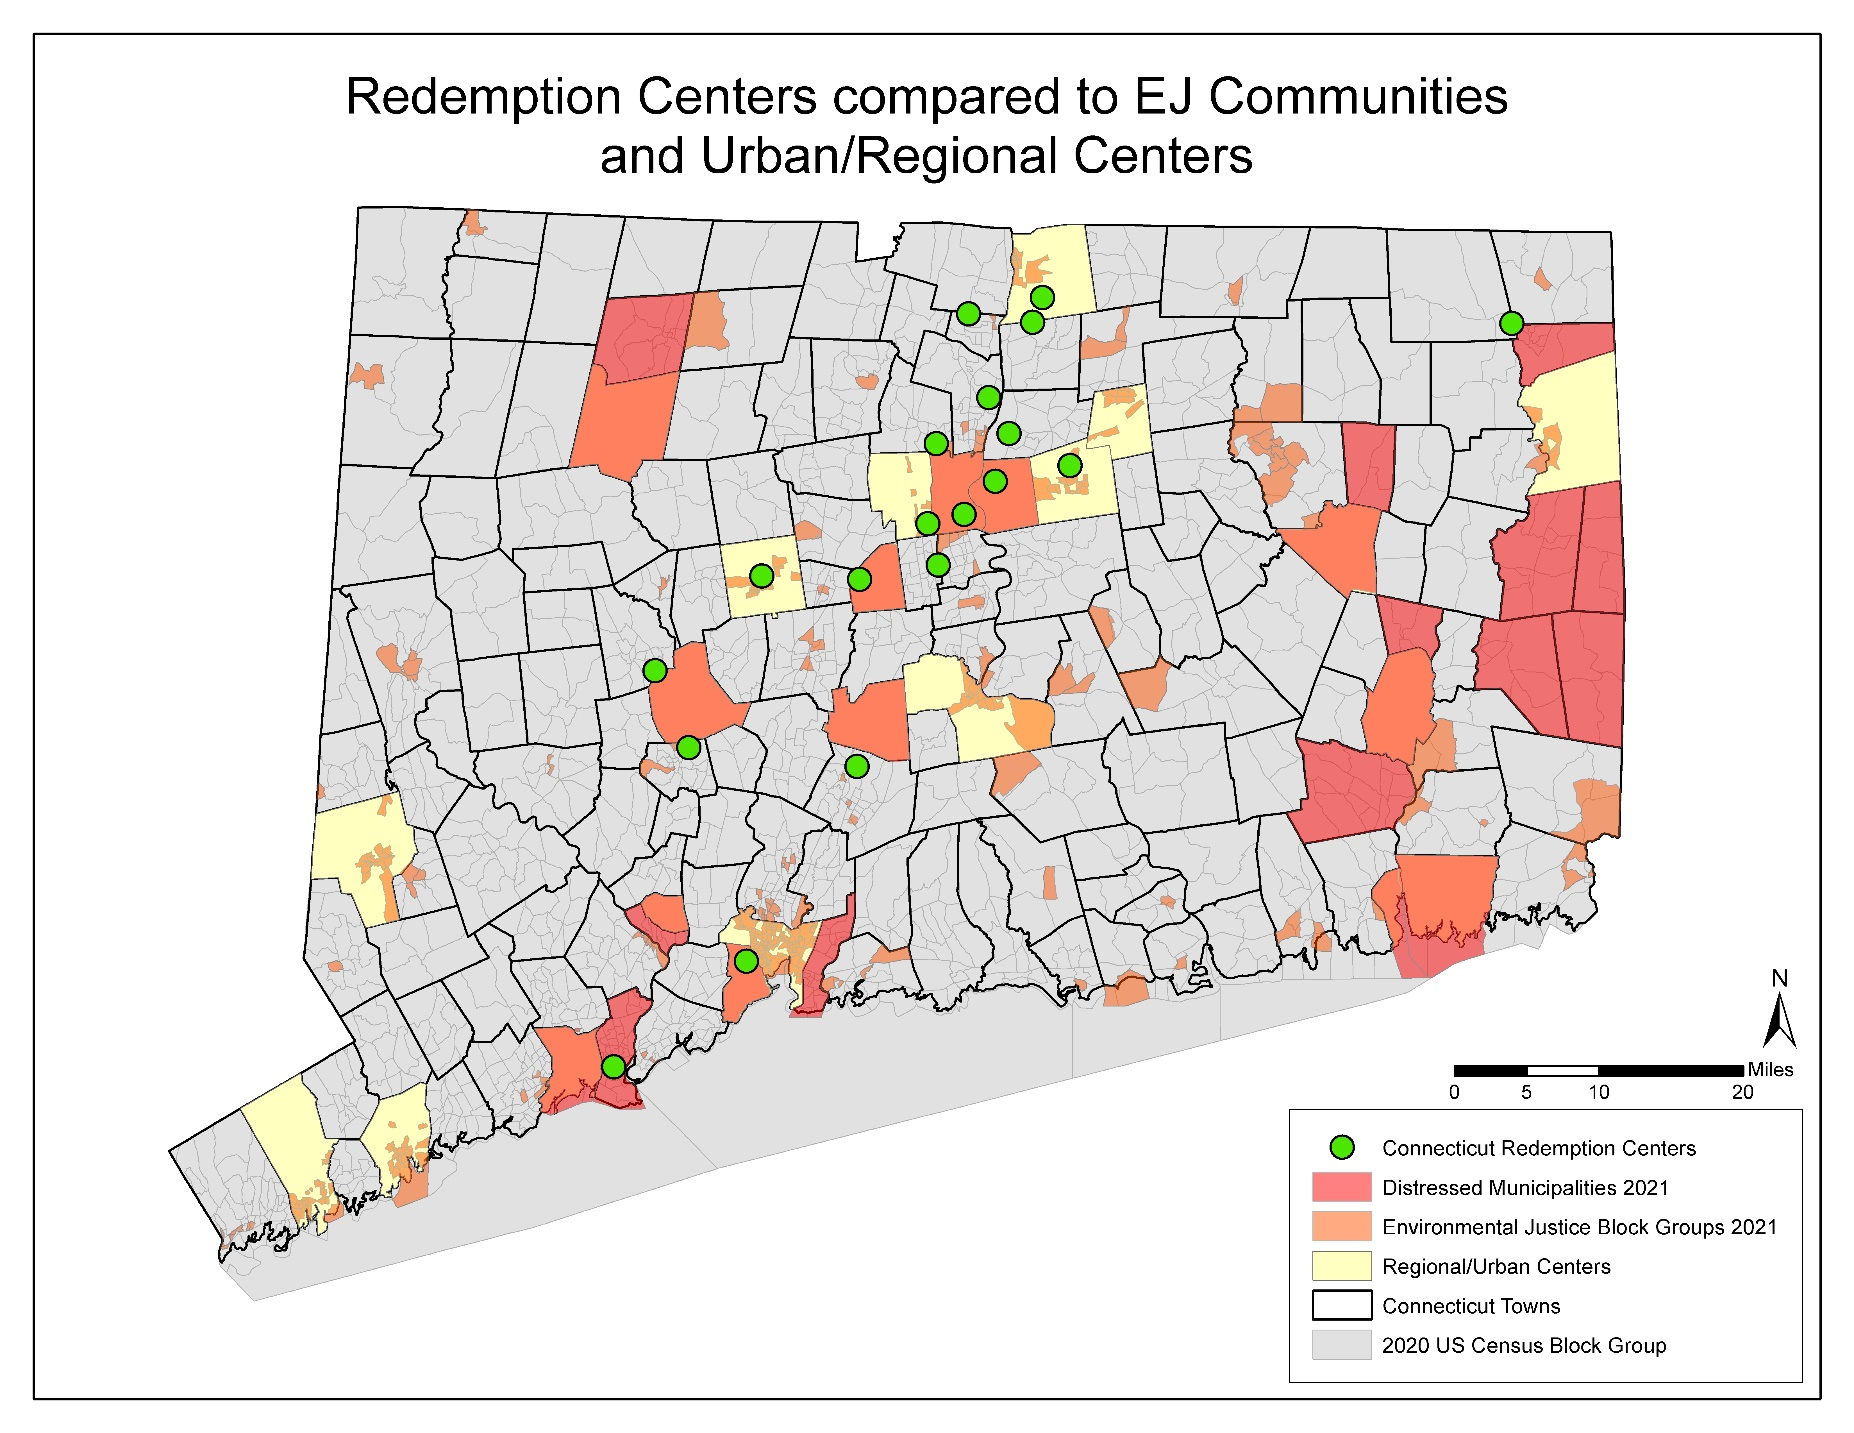 Redemption Centers compared to EJ Communities
and Urban/Regional Centers
N
Miles
0 5 10 20
Connecticut Redemption Centers
Distressed Municipalities 2021
Environmental Justice Block Groups 2021
Regional/Urban Centers
Connecticut Towns
2020 US Census Block Group